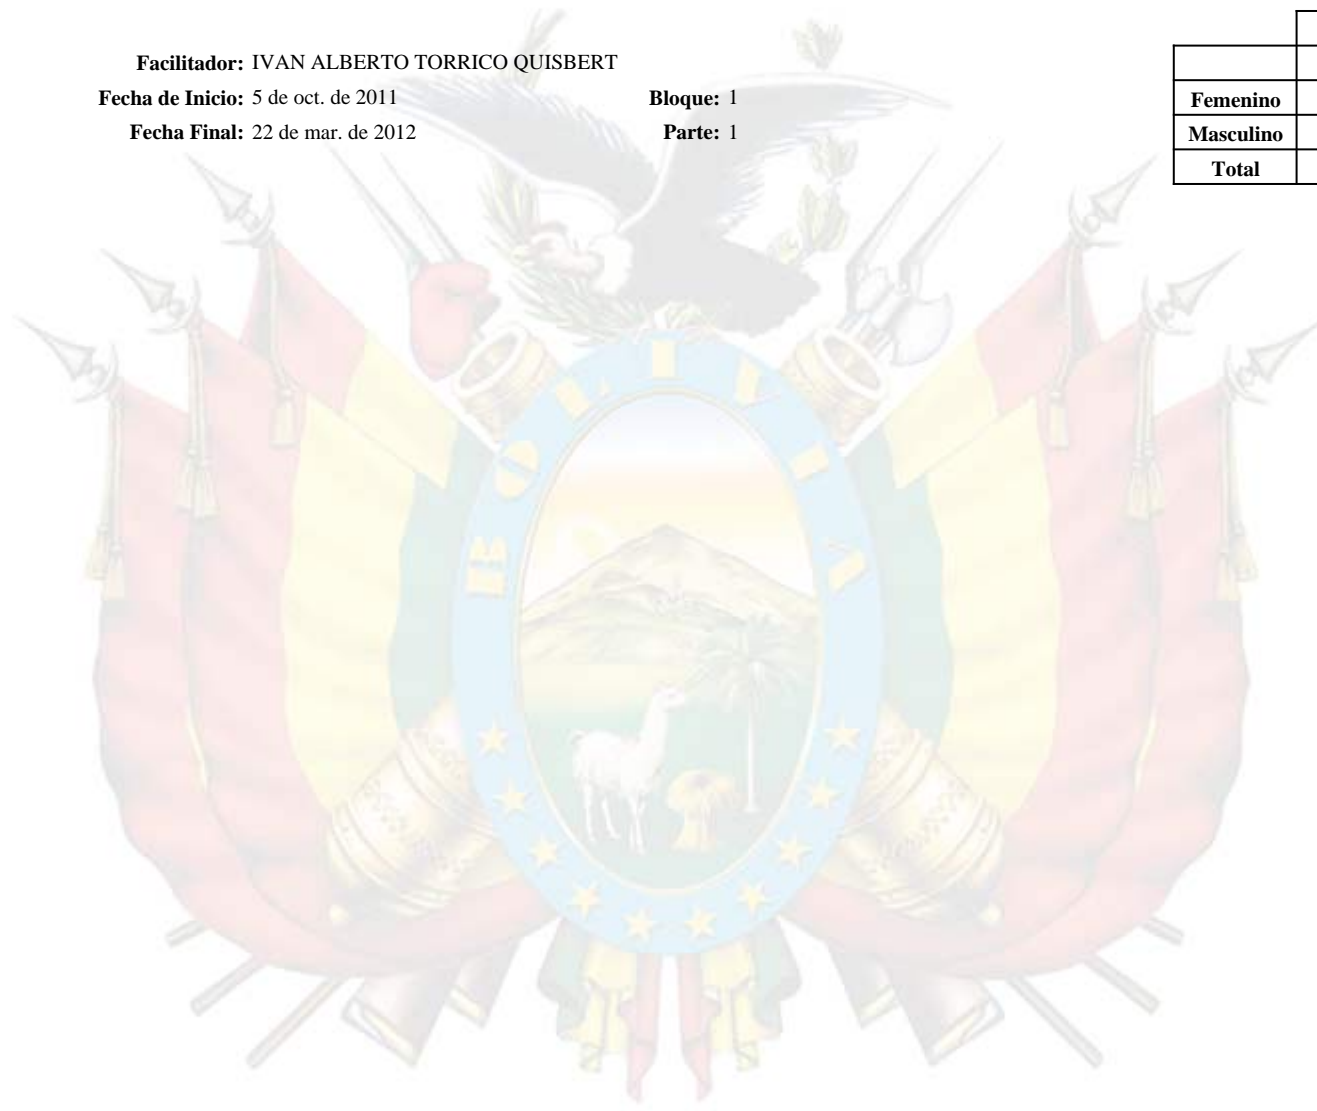 Facilitador: IVAN ALBERTO TORRICO QUISBERT
Fecha de Inicio: 5 de oct. de 2011 Bloque: 1
Fecha Final: 22 de mar. de 2012 Parte: 1
Femenino
Masculino
Total
BOLIVIA